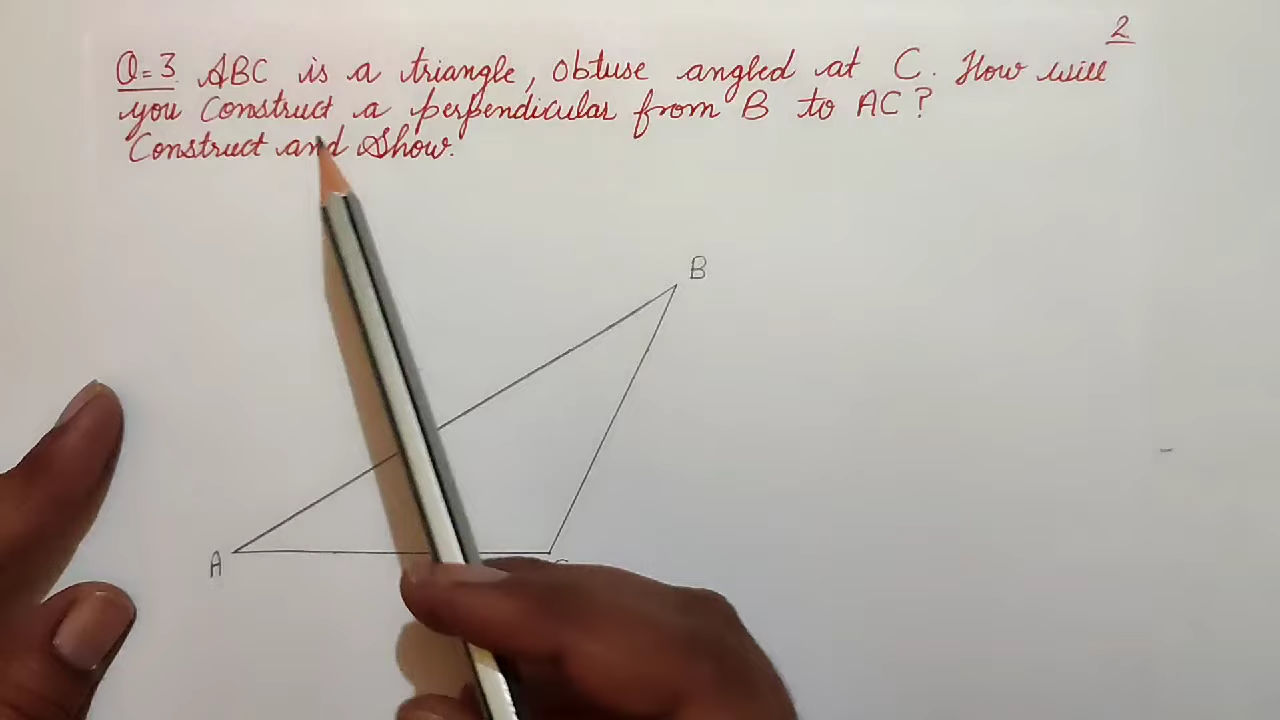 2
Q=3 ABC is a triangle, Obtuse angled at C. How will
you Construct a perpendicular from B to AC?
Construct and Show.
B
A